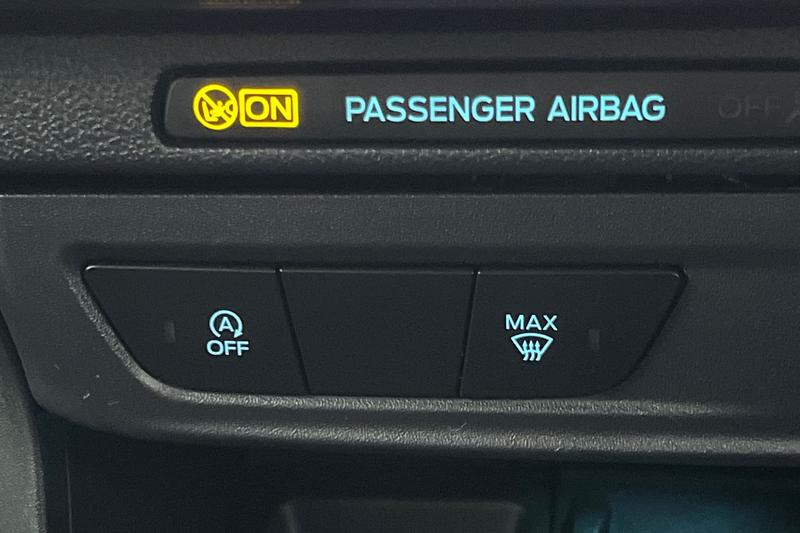 ON PASSENGER AIRBAG OFF
A
OFF
MAX